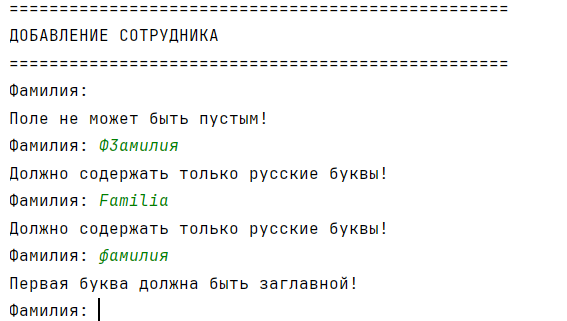 ==================================================
ДОБАВЛЕНИЕ СОТРУДНИКА
==================================================
Фамилия:
Поле не может быть пустым!
Фамилия: ФЗамилия
Должно содержать только русские буквы!
Фамилия: Familia
Должно содержать только русские буквы!
Фамилия: фамилия
Первая буква должна быть заглавной!
Фамилия: